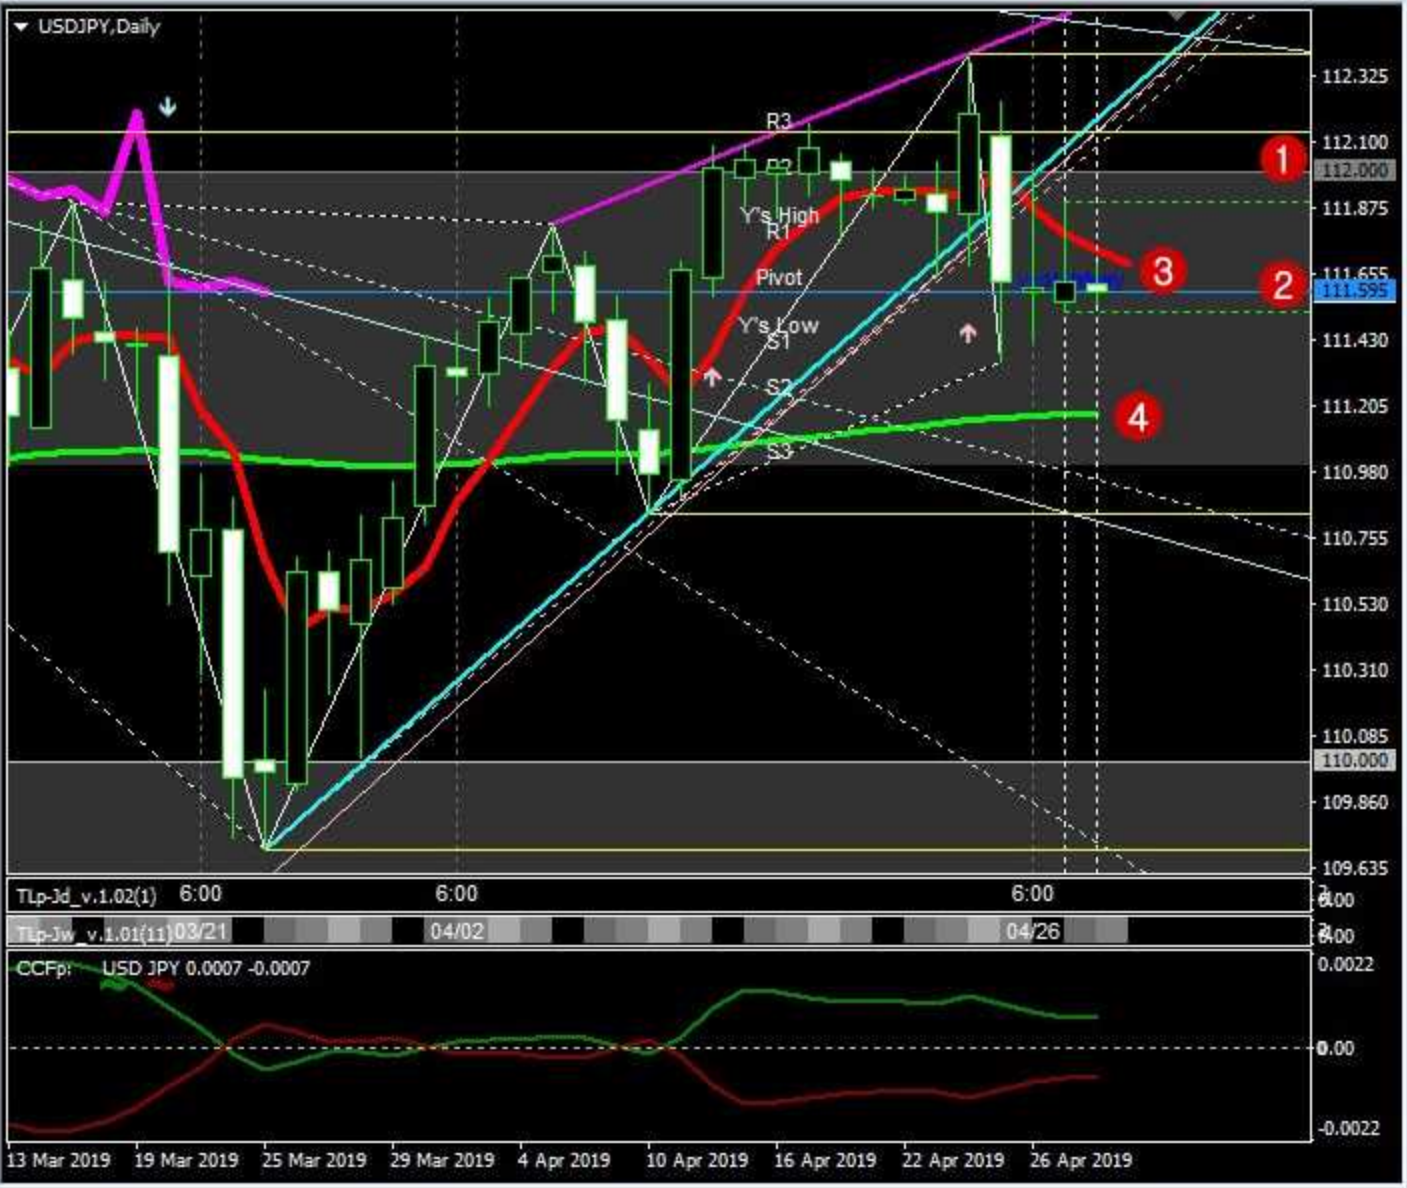 USDJPY,Daily
112.325
R3
112.100
1
R2
112.000
111.875
Y's High
R1
111.655
3
Pivot
2
111.595
Y's Low
S1
111.430
S2
111.205
4
S3
110.980
110.755
110.530
110.310
110.085
110.000
109.860
109.635
TLp-Jd_v.1.02(1) 6:00 6:00 6:00
TLp-Jw_v.1.01(11) 03/21 04/02 04/26
CCFp: USD JPY 0.0007 -0.0007
0.0022
0.00
-0.0022
13 Mar 2019 19 Mar 2019 25 Mar 2019 29 Mar 2019 4 Apr 2019 10 Apr 2019 16 Apr 2019 22 Apr 2019 26 Apr 2019